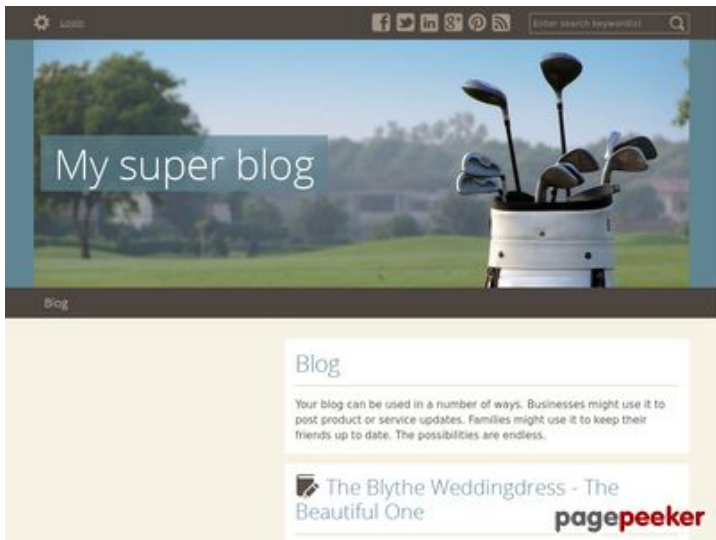 Login
Enter search keyword(s)
My super blog
Blog
Blog
Your blog can be used in a number of ways. Businesses might use it to
post product or service updates. Families might use it to keep their
friends up to date. The possibilities are endless.
The Blythe Weddingdress - The
Beautiful One
pagepeeker